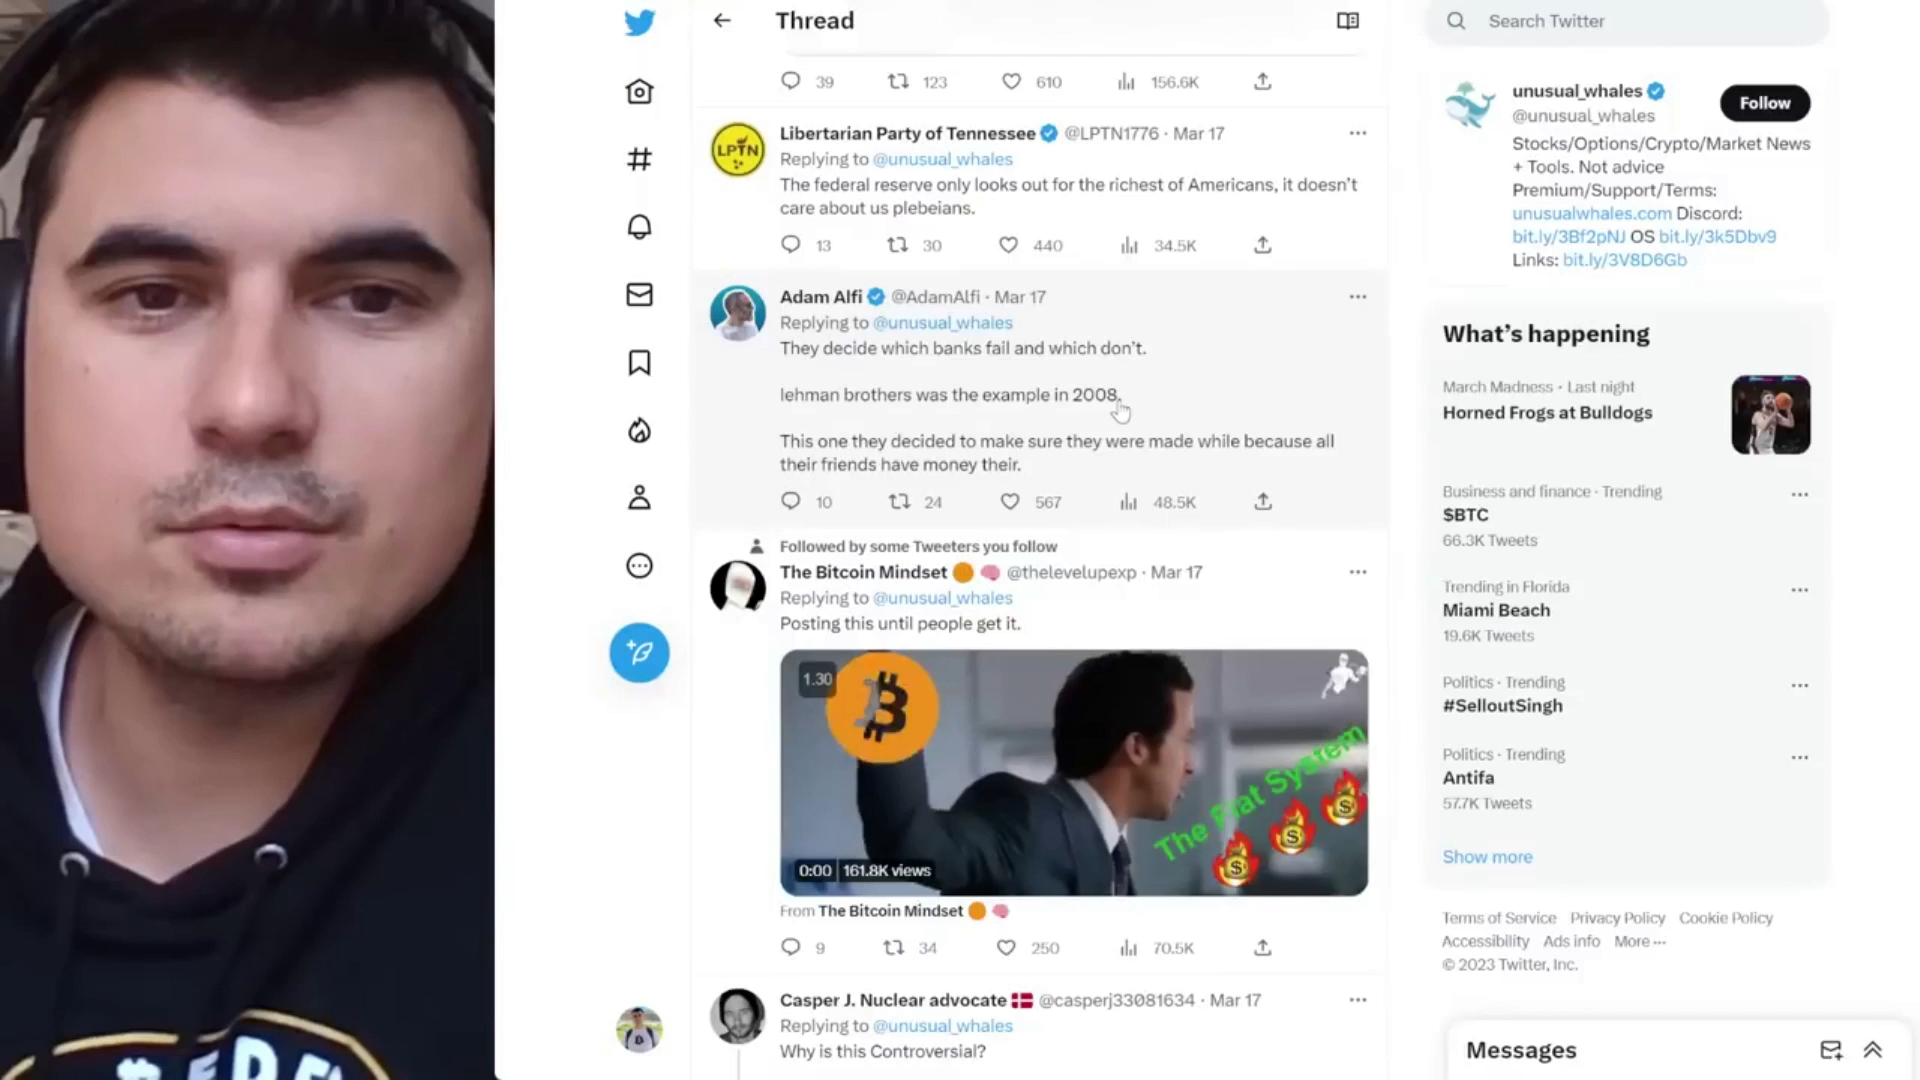 Thread
Search Twitter
39 123 610 156.6K
Libertarian Party of Tennessee @LPTN1776 · Mar 17
LPTN
Replying to @unusual_whales
The federal reserve only looks out for the richest of Americans, it doesn't
care about us plebeians.
13 30 440 34.5K
Adam Alfi @AdamAlfi · Mar 17
Replying to @unusual_whales
They decide which banks fail and which don't.
lehman brothers was the example in 2008.
This one they decided to make sure they were made while because all
their friends have money their.
10 24 567 48.5K
Followed by some Tweeters you follow
The Bitcoin Mindset @thelevelupexp · Mar 17
Replying to @unusual_whales
Posting this until people get it.
1.30
The Fiat System
0:00 161.8K views
From The Bitcoin Mindset
9 34 250 70.5K
Casper J. Nuclear advocate @casperj33081634 · Mar 17
Replying to @unusual_whales
Why is this Controversial?
unusual_whales
@unusual_whales
Follow
Stocks/Options/Crypto/Market News
+ Tools. Not advice
Premium/Support/Terms:
unusualwhales.com Discord:
bit.ly/3Bf2pNJ OS bit.ly/3k5Dbv9
Links: bit.ly/3V8D6Gb
What's happening
March Madness · Last night
Horned Frogs at Bulldogs
Business and finance · Trending
$BTC
66.3K Tweets
Trending in Florida
Miami Beach
19.6K Tweets
Politics · Trending
#SelloutSingh
Politics · Trending
Antifa
57.7K Tweets
Show more
Terms of Service Privacy Policy Cookie Policy
Accessibility Ads info More ···
© 2023 Twitter, Inc.
Messages